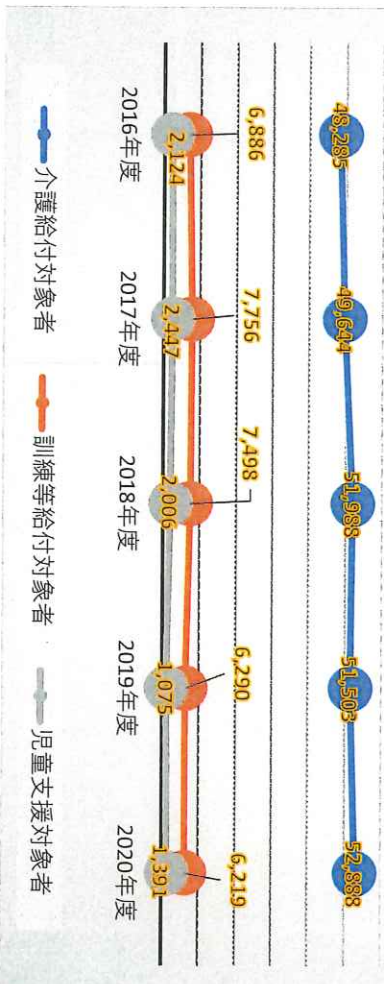 48,285 49,644 51,988 51,503 52,888
6,886 7,756 7,498 6,290 6,219
2,124 2,447 2,006 1,075 1,391
2016年度 2017年度 2018年度 2019年度 2020年度
介護給付対象者 訓練等給付対象者 児童支援対象者